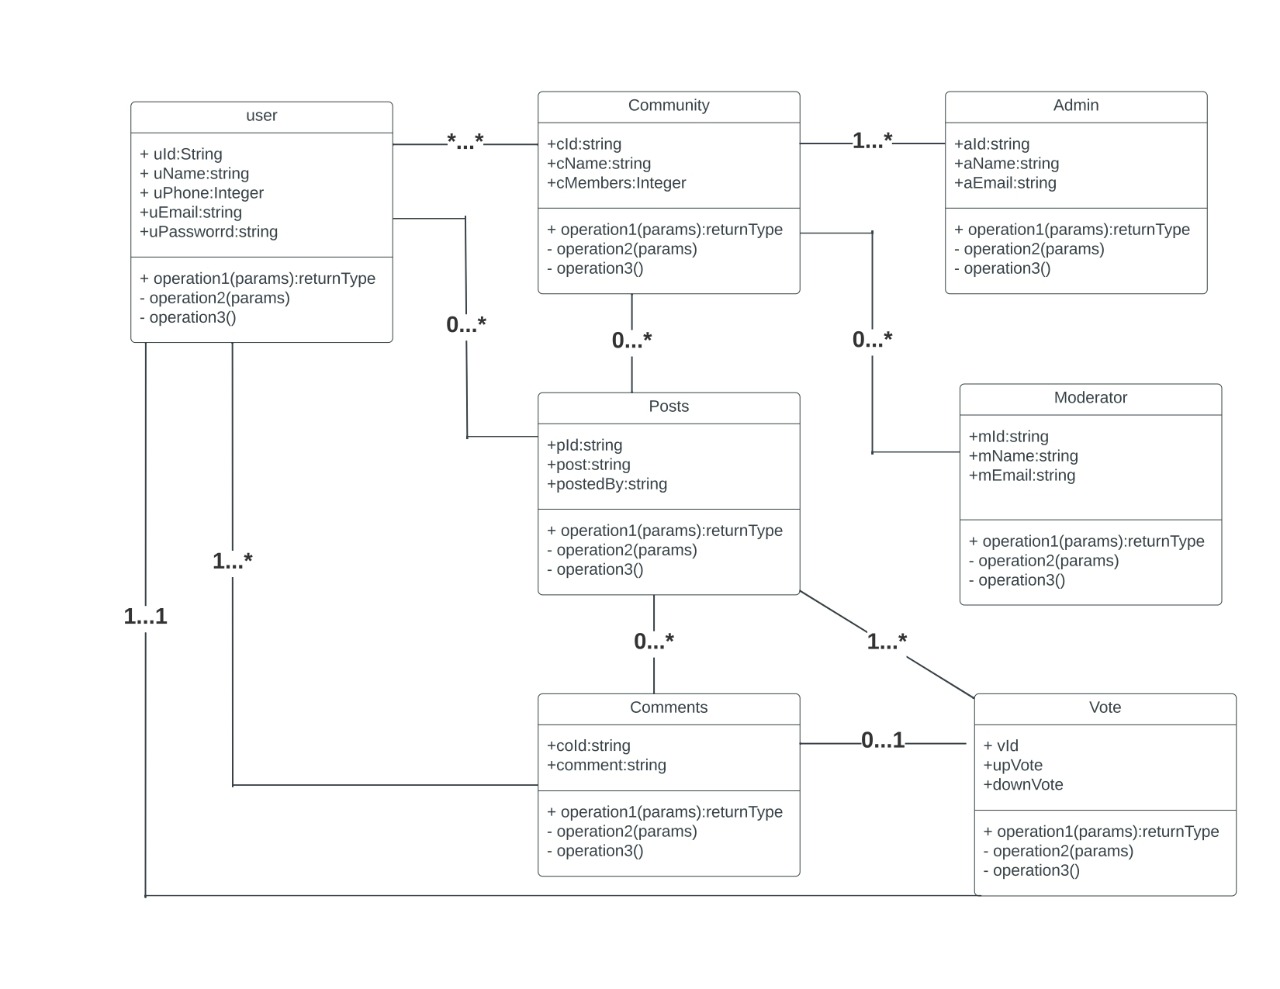 user
+ uId:String
+ uName:string
+ uPhone:Integer
+uEmail:string
+uPassworrd:string
+ operation1(params):returnType
- operation2(params)
- operation3()
*...*
Community
+cId:string
+cName:string
+cMembers:Integer
+ operation1(params):returnType
- operation2(params)
- operation3()
1...*
Admin
+aId:string
+aName:string
+aEmail:string
+ operation1(params):returnType
- operation2(params)
- operation3()
0...*
0...*
0...*
Posts
+pId:string
+post:string
+postedBy:string
+ operation1(params):returnType
- operation2(params)
- operation3()
Moderator
+mId:string
+mName:string
+mEmail:string
+ operation1(params):returnType
- operation2(params)
- operation3()
1...*
1...1
0...*
1...*
Comments
+coId:string
+comment:string
+ operation1(params):returnType
- operation2(params)
- operation3()
0...1
Vote
+ vId
+upVote
+downVote
+ operation1(params):returnType
- operation2(params)
- operation3()